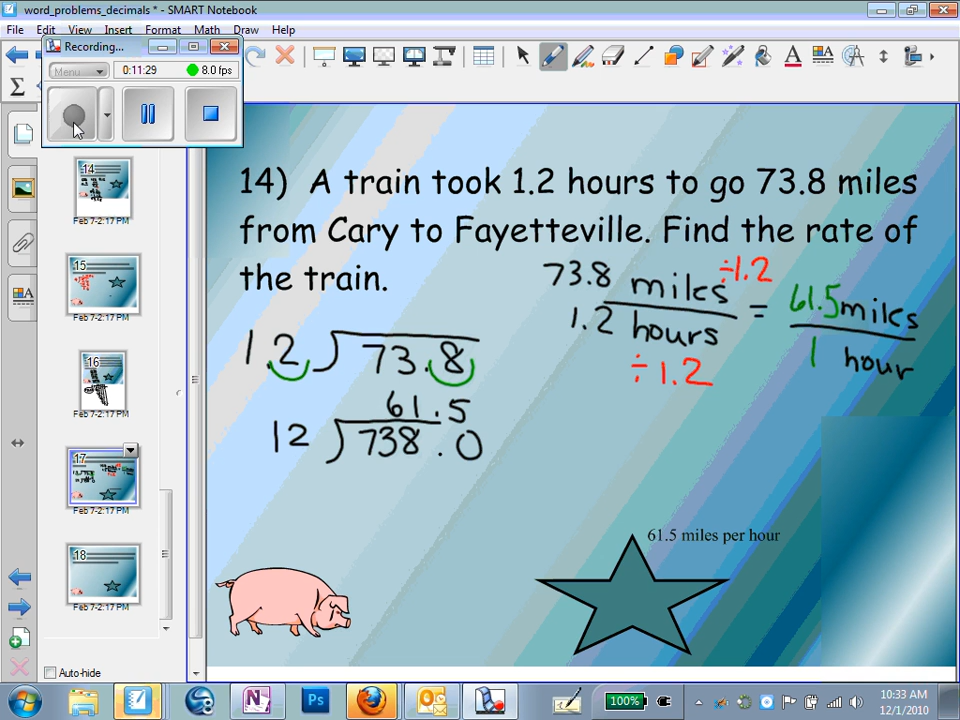 word_problems_decimals * - SMART Notebook
File Edit View Insert Format Math Draw Help
Recording...
Menu 0:11:29 8.0 fps
Σ
14
Feb 7-2:17 PM
15
Feb 7-2:17 PM
16
Feb 7-2:17 PM
17
Feb 7-2:17 PM
18
Feb 7-2:17 PM
Auto-hide
14) A train took 1.2 hours to go 73.8 miles
from Cary to Fayetteville. Find the rate of
the train.
73.8 miles ÷1.2 = 61.5 miles
1.2 hours 1 hour
÷1.2
1.2 ) 73.8
61.5
12 ) 738.0
61.5 miles per hour
N Ps 100% 10:33 AM
12/1/2010